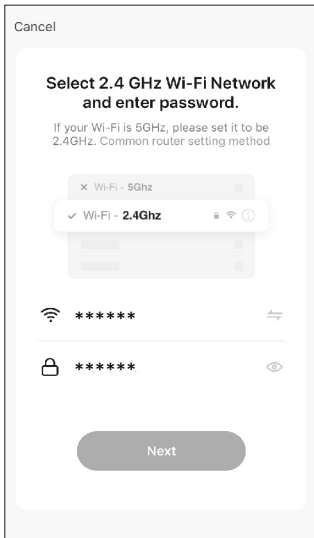 Cancel
Select 2.4 GHz Wi-Fi Network
and enter password.
If your Wi-Fi is 5GHz, please set it to be
2.4GHz. Common router setting method
× Wi-Fi - 5Ghz
✓ Wi-Fi - 2.4Ghz
******
******
Next